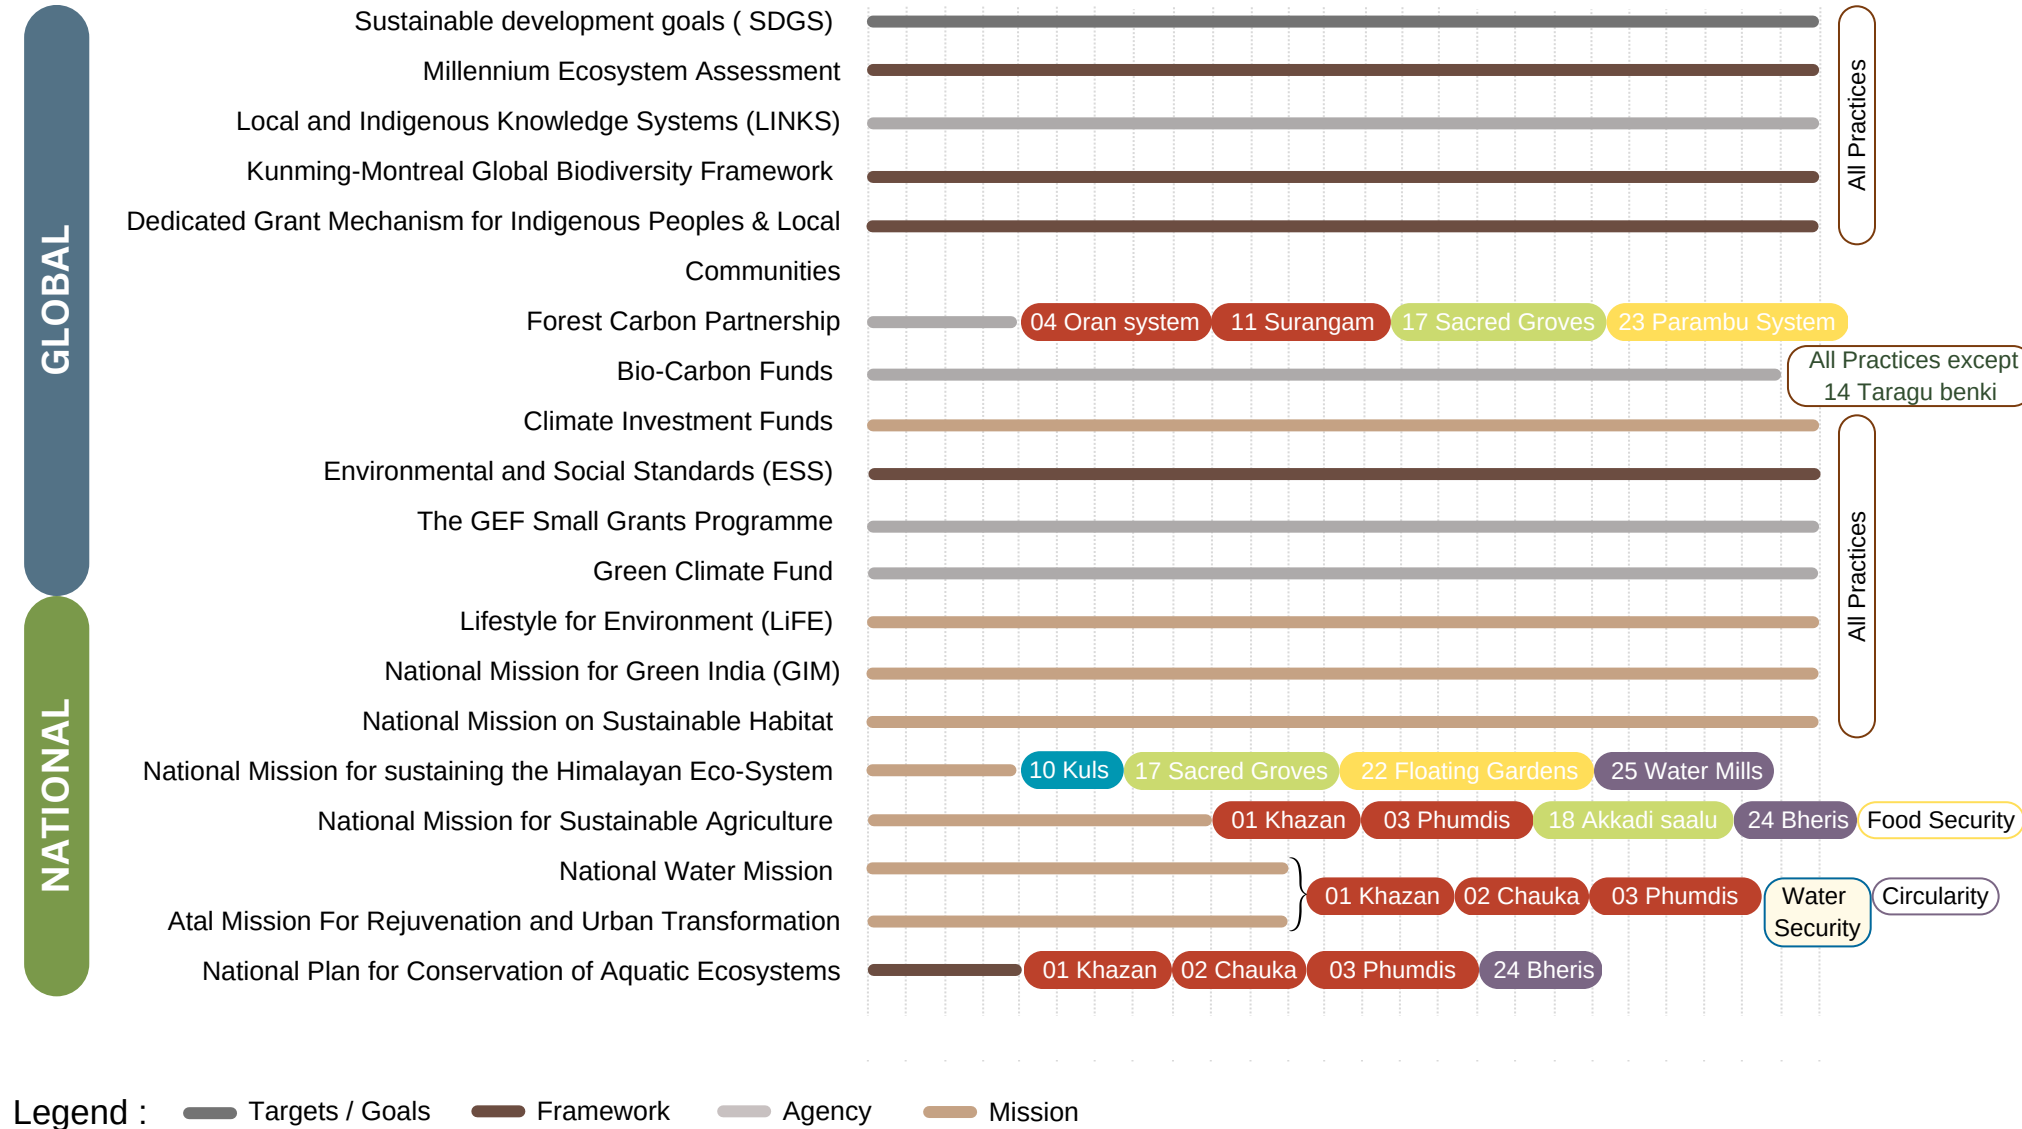 GLOBAL
NATIONAL
Sustainable development goals ( SDGS)
Millennium Ecosystem Assessment
Local and Indigenous Knowledge Systems (LINKS)
Kunming-Montreal Global Biodiversity Framework
Dedicated Grant Mechanism for Indigenous Peoples & Local
Communities
All Practices
Forest Carbon Partnership
04 Oran system
11 Surangam
17 Sacred Groves
23 Parambu System
Bio-Carbon Funds
All Practices except
14 Taragu benki
Climate Investment Funds
Environmental and Social Standards (ESS)
The GEF Small Grants Programme
Green Climate Fund
Lifestyle for Environment (LiFE)
National Mission for Green India (GIM)
National Mission on Sustainable Habitat
All Practices
National Mission for sustaining the Himalayan Eco-System
10 Kuls
17 Sacred Groves
22 Floating Gardens
25 Water Mills
National Mission for Sustainable Agriculture
01 Khazan
03 Phumdis
18 Akkadi saalu
24 Bheris
Food Security
National Water Mission
Atal Mission For Rejuvenation and Urban Transformation
01 Khazan
02 Chauka
03 Phumdis
Water
Security
Circularity
National Plan for Conservation of Aquatic Ecosystems
01 Khazan
02 Chauka
03 Phumdis
24 Bheris
Legend :
Targets / Goals
Framework
Agency
Mission